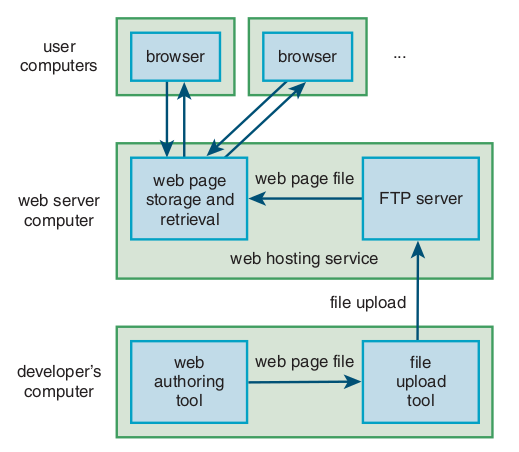 user
computers
browser
browser
...
web server
computer
web page
storage and
retrieval
web page file
FTP server
web hosting service
file upload
developer’s
computer
web
authoring
tool
web page file
file
upload
tool